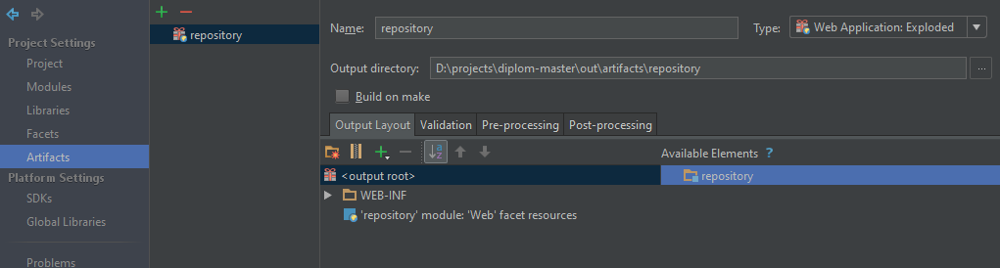 Project Settings
Project
Modules
Libraries
Facets
Artifacts
Platform Settings
SDKs
Global Libraries
Problems
repository
Name: repository
Type: Web Application: Exploded
Output directory: D:\projects\diplom-master\out\artifacts\repository ...
Build on make
Output Layout Validation Pre-processing Post-processing
Available Elements ?
<output root>
WEB-INF
'repository' module: 'Web' facet resources
repository